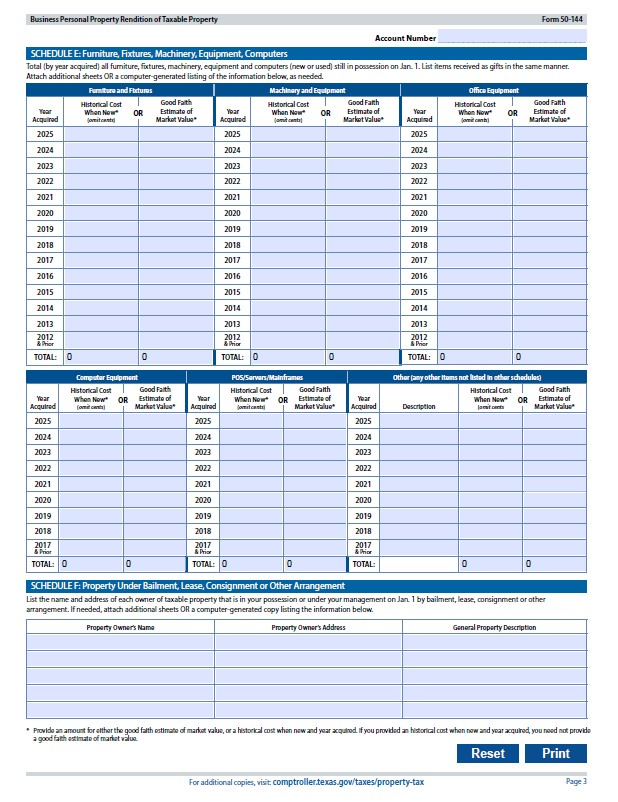 Business Personal Property Rendition of Taxable Property Form 50-144
Account Number
SCHEDULE E: Furniture, Fixtures, Machinery, Equipment, Computers
Total (by year acquired) all furniture, fixtures, machinery, equipment and computers (new or used) still in possession on Jan. 1. List items received as gifts in the same manner.
Attach additional sheets OR a computer-generated listing of the information below, as needed.
Furniture and Fixtures Machinery and Equipment Office Equipment
Year Acquired Historical Cost When New* (omit cents) OR Good Faith Estimate of Market Value* Year Acquired Historical Cost When New* (omit cents) OR Good Faith Estimate of Market Value* Year Acquired Historical Cost When New* (omit cents) OR Good Faith Estimate of Market Value*
2025 2025 2025
2024 2024 2024
2023 2023 2023
2022 2022 2022
2021 2021 2021
2020 2020 2020
2019 2019 2019
2018 2018 2018
2017 2017 2017
2016 2016 2016
2015 2015 2015
2014 2014 2014
2013 2013 2013
2012 & Prior 2012 & Prior 2012 & Prior
TOTAL: 0 0 TOTAL: 0 0 TOTAL: 0 0
Computer Equipment POS/Servers/Mainframes Other (any other items not listed in other schedules)
Year Acquired Historical Cost When New* (omit cents) OR Good Faith Estimate of Market Value* Year Acquired Historical Cost When New* (omit cents) OR Good Faith Estimate of Market Value* Year Acquired Description Historical Cost When New* (omit cents OR Good Faith Estimate of Market Value*
2025 2025 2025
2024 2024 2024
2023 2023 2023
2022 2022 2022
2021 2021 2021
2020 2020 2020
2019 2019 2019
2018 2018 2018
2017 & Prior 2017 & Prior 2017 & Prior
TOTAL: 0 0 TOTAL: 0 0 TOTAL: 0 0
SCHEDULE F: Property Under Bailment, Lease, Consignment or Other Arrangement
List the name and address of each owner of taxable property that is in your possession or under your management on Jan. 1 by bailment, lease, consignment or other
arrangement. If needed, attach additional sheets OR a computer-generated copy listing the information below.
Property Owner's Name Property Owner's Address General Property Description
* Provide an amount for either the good faith estimate of market value, or a historical cost when new and year acquired. If you provided an historical cost when new and year acquired, you need not provide
a good faith estimate of market value.
Reset Print
For additional copies, visit: comptroller.texas.gov/taxes/property-tax Page 3